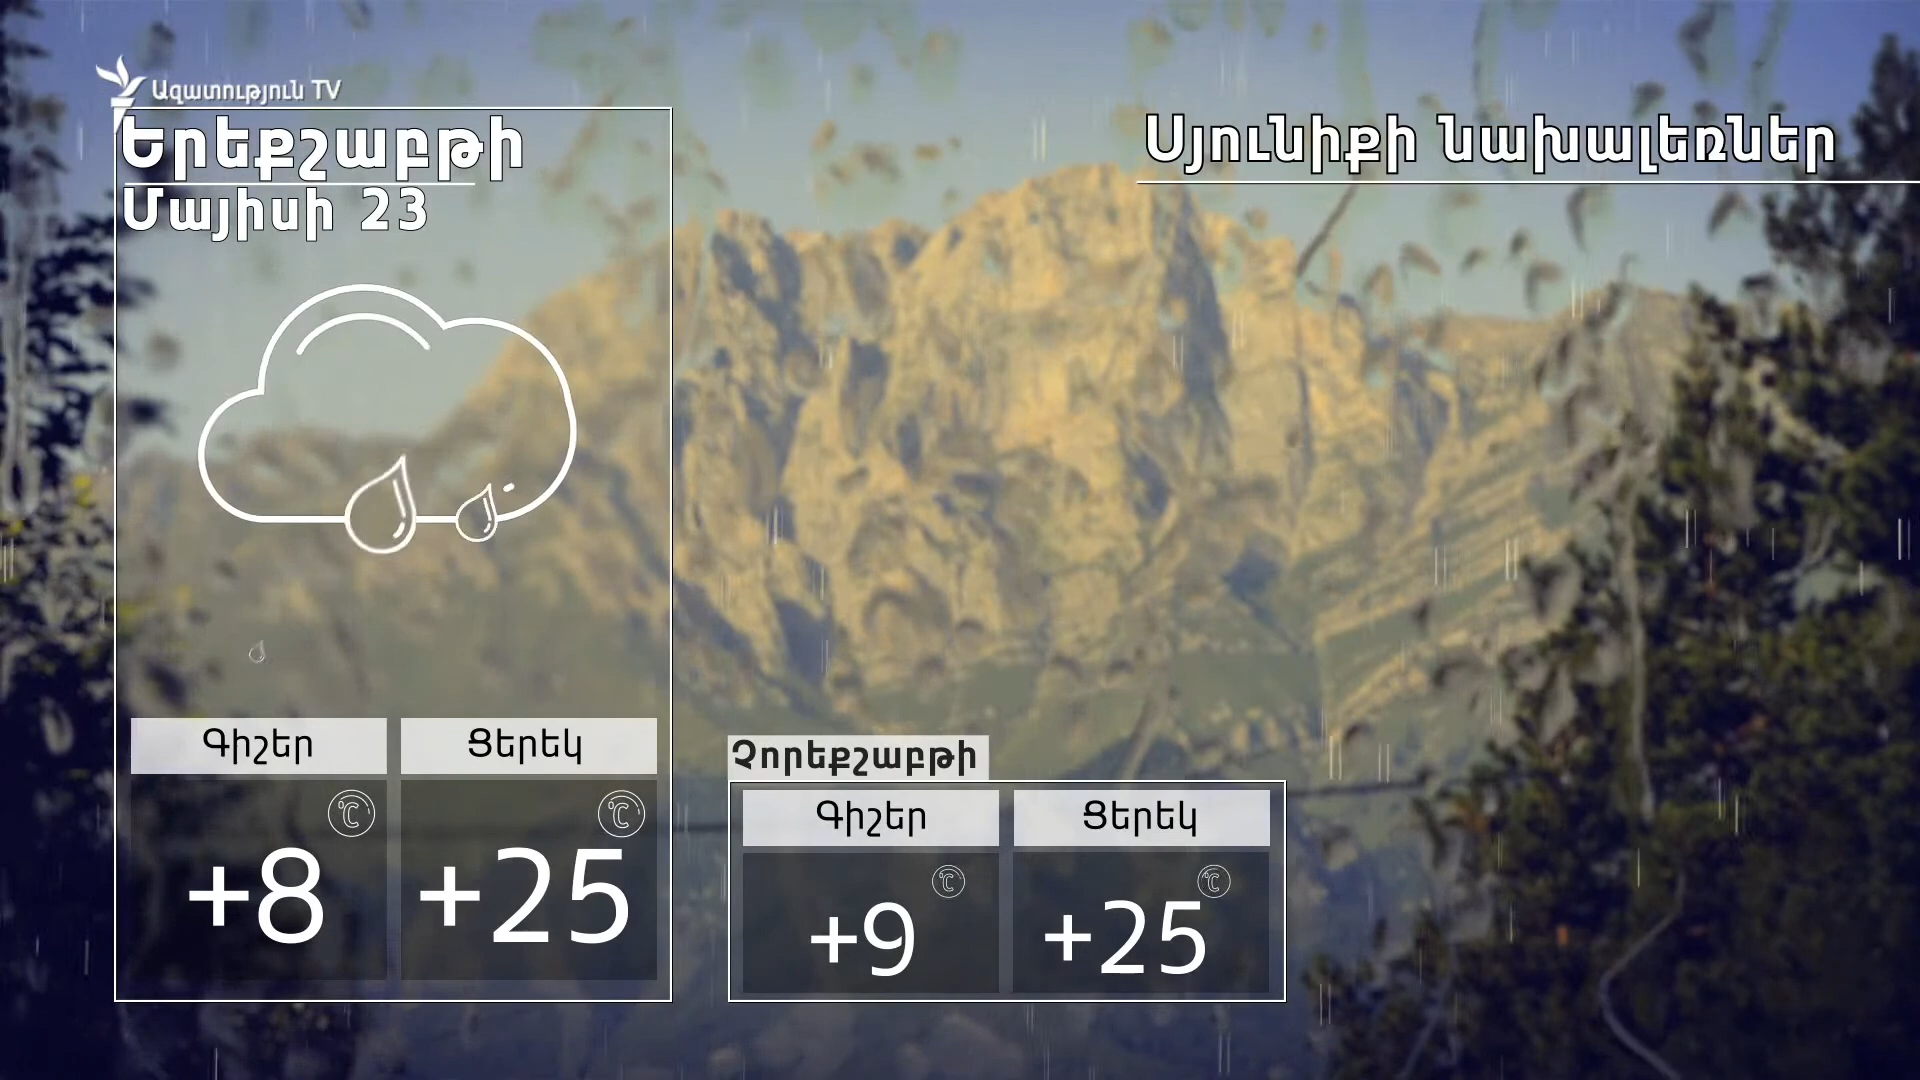 Ազատություն TV
Երեքշաբթի
Մայիսի 23
Սյունիքի նախալեռներ
Գիշեր
Ցերեկ
°C
°C
+8
+25
Չորեքշաբթի
Գիշեր
Ցերեկ
°C
°C
+9
+25